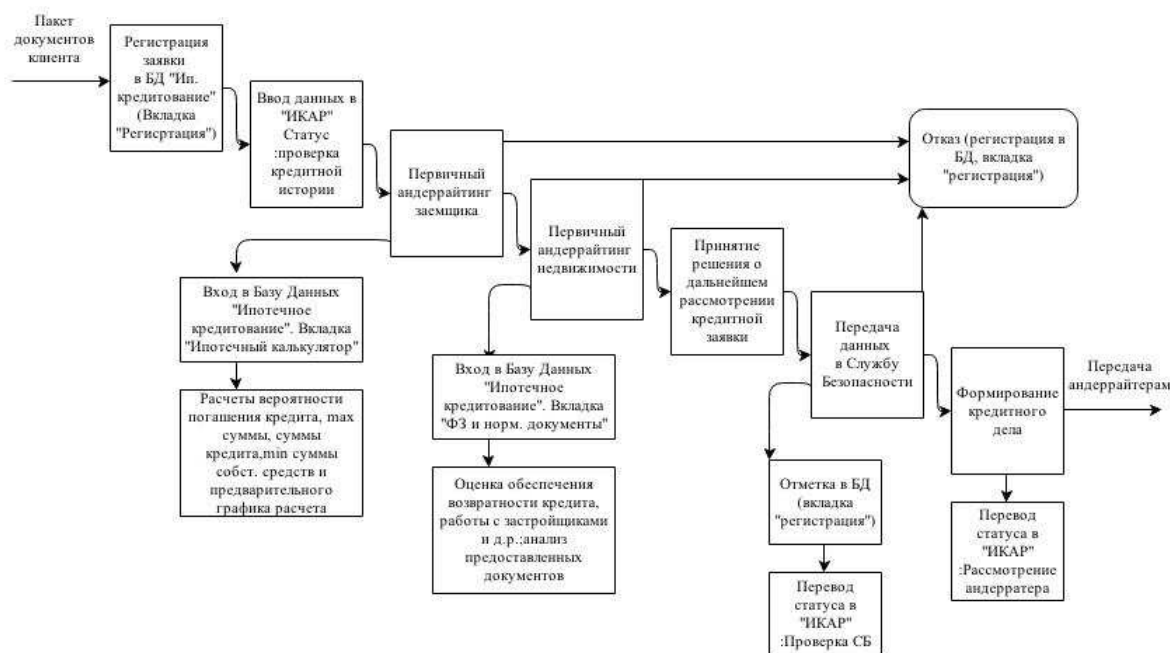 Пакет
документов
клиента
Регистрация
заявки
в БД "Ип.
кредитование"
(Вкладка
"Регисртация")
Ввод данных в
"ИКАР"
Статус
:проверка
кредитной
истории
Первичный
андеррайтинг
заемщика
Отказ (регистрация в
БД, вкладка
"регистрация")
Первичный
андеррайтинг
недвижимости
Принятие
решения о
дальнейшем
рассмотрении
кредитной
заявки
Передача
данных
в Службу
Безопасности
Формирование
кредитного
дела
Передача
андеррайтерам
Вход в Базу Данных
"Ипотечное
кредитование". Вкладка
"Ипотечный калькулятор"
Расчеты вероятности
погашения кредита, max
суммы, суммы
кредита,min суммы
собст. средств и
предварительного
графика расчета
Вход в Базу Данных
"Ипотечное
кредитование". Вкладка
"ФЗ и норм. документы"
Оценка обеспечения
возвратности кредита,
работы с застройщиками
и д.р.;анализ
предоставленных
документов
Отметка в БД
(вкладка
"регистрация")
Перевод
статуса в
"ИКАР"
:Проверка СБ
Перевод
статуса в
"ИКАР"
:Рассмотрение
андерратера